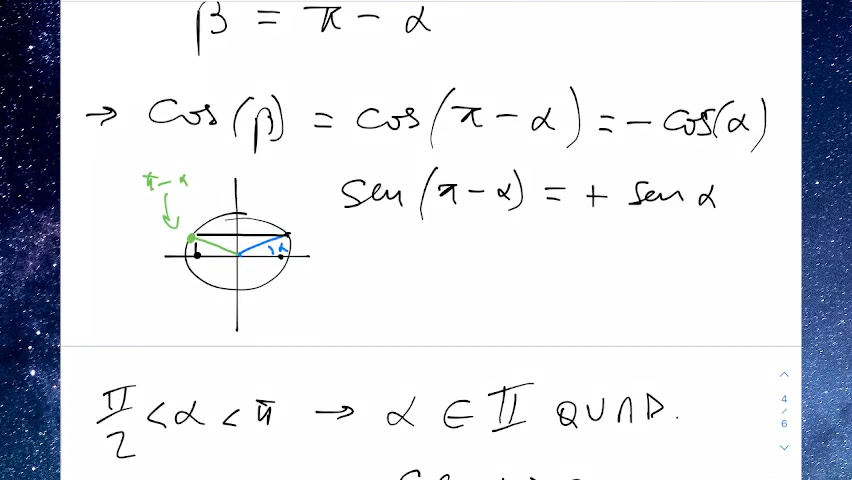 β = π - α
→ cos(β) = cos(π - α) = - cos(α)
sen(π - α) = + sen α
π - α
α
π/2 < α < π → α ∈ II QUAD.
4
/
6